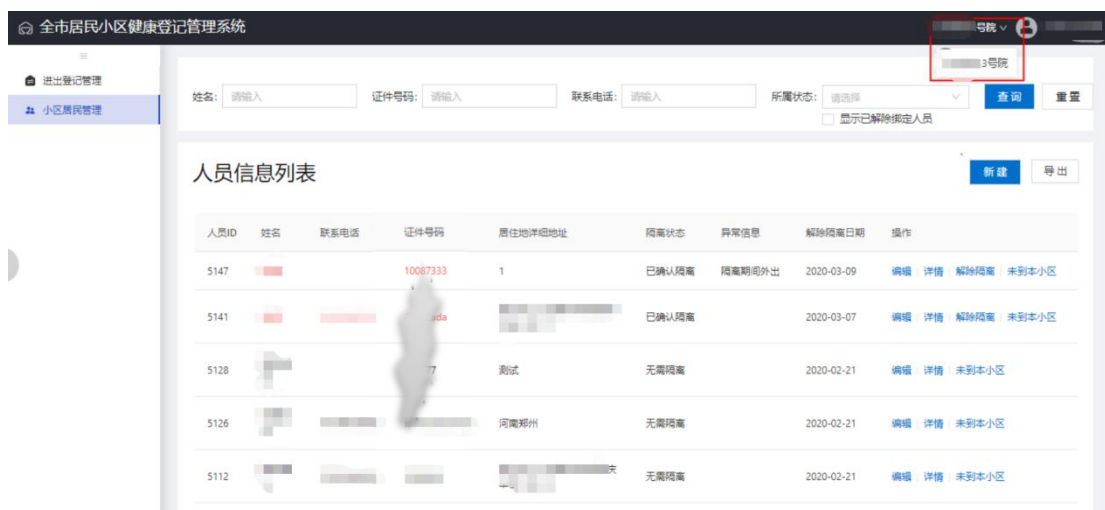 全市居民小区健康登记管理系统
号院
3号院
进出登记管理
小区居民管理
姓名: 请输入 证件号码: 请输入 联系电话: 请输入 所属状态: 请选择 查询 重置
显示已解除绑定人员
人员信息列表 新建 导出
人员ID 姓名 联系电话 证件号码 居住地详细地址 隔离状态 异常信息 解除隔离日期 操作
5147 10087333 1 已确认隔离 隔离期间外出 2020-03-09 编辑 详情 解除隔离 未到本小区
5141 ada 已确认隔离 2020-03-07 编辑 详情 解除隔离 未到本小区
5128 77 测试 无需隔离 2020-02-21 编辑 详情 未到本小区
5126 河南郑州 无需隔离 2020-02-21 编辑 详情 未到本小区
5112 无需隔离 2020-02-21 编辑 详情 未到本小区